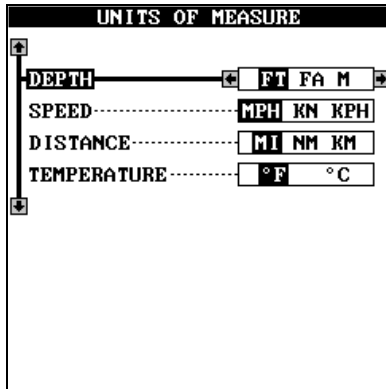 UNITS OF MEASURE
DEPTH FT FA M
SPEED MPH KN KPH
DISTANCE MI NM KM
TEMPERATURE °F °C